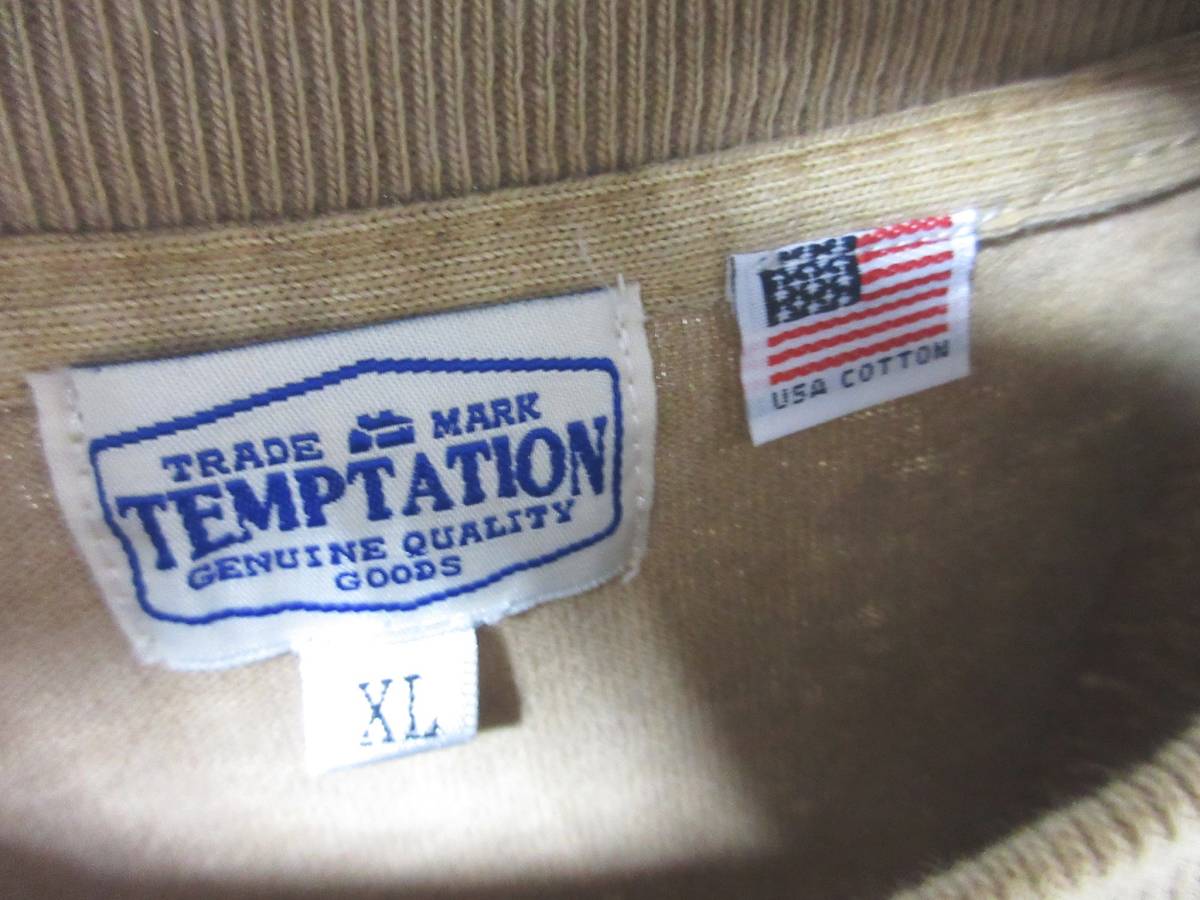 TRADE MARK
TEMPTATION
GENUINE QUALITY
GOODS
XL
USA COTTON